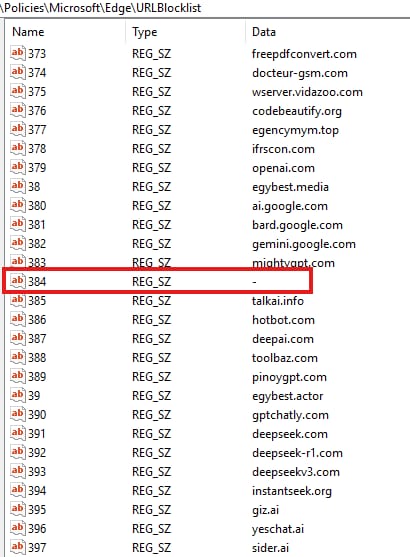 \Policies\Microsoft\Edge\URLBlocklist
Name Type Data
ab 373 REG_SZ freepdfconvert.com
ab 374 REG_SZ docteur-gsm.com
ab 375 REG_SZ wserver.vidazoo.com
ab 376 REG_SZ codebeautify.org
ab 377 REG_SZ egencymym.top
ab 378 REG_SZ ifrscon.com
ab 379 REG_SZ openai.com
ab 38 REG_SZ egybest.media
ab 380 REG_SZ ai.google.com
ab 381 REG_SZ bard.google.com
ab 382 REG_SZ gemini.google.com
ab 383 REG_SZ mightygpt.com
ab 384 REG_SZ -
ab 385 REG_SZ talkai.info
ab 386 REG_SZ hotbot.com
ab 387 REG_SZ deepai.com
ab 388 REG_SZ toolbaz.com
ab 389 REG_SZ pinoygpt.com
ab 39 REG_SZ egybest.actor
ab 390 REG_SZ gptchatly.com
ab 391 REG_SZ deepseek.com
ab 392 REG_SZ deepseek-r1.com
ab 393 REG_SZ deepseekv3.com
ab 394 REG_SZ instantseek.org
ab 395 REG_SZ giz.ai
ab 396 REG_SZ yeschat.ai
ab 397 REG_SZ sider.ai